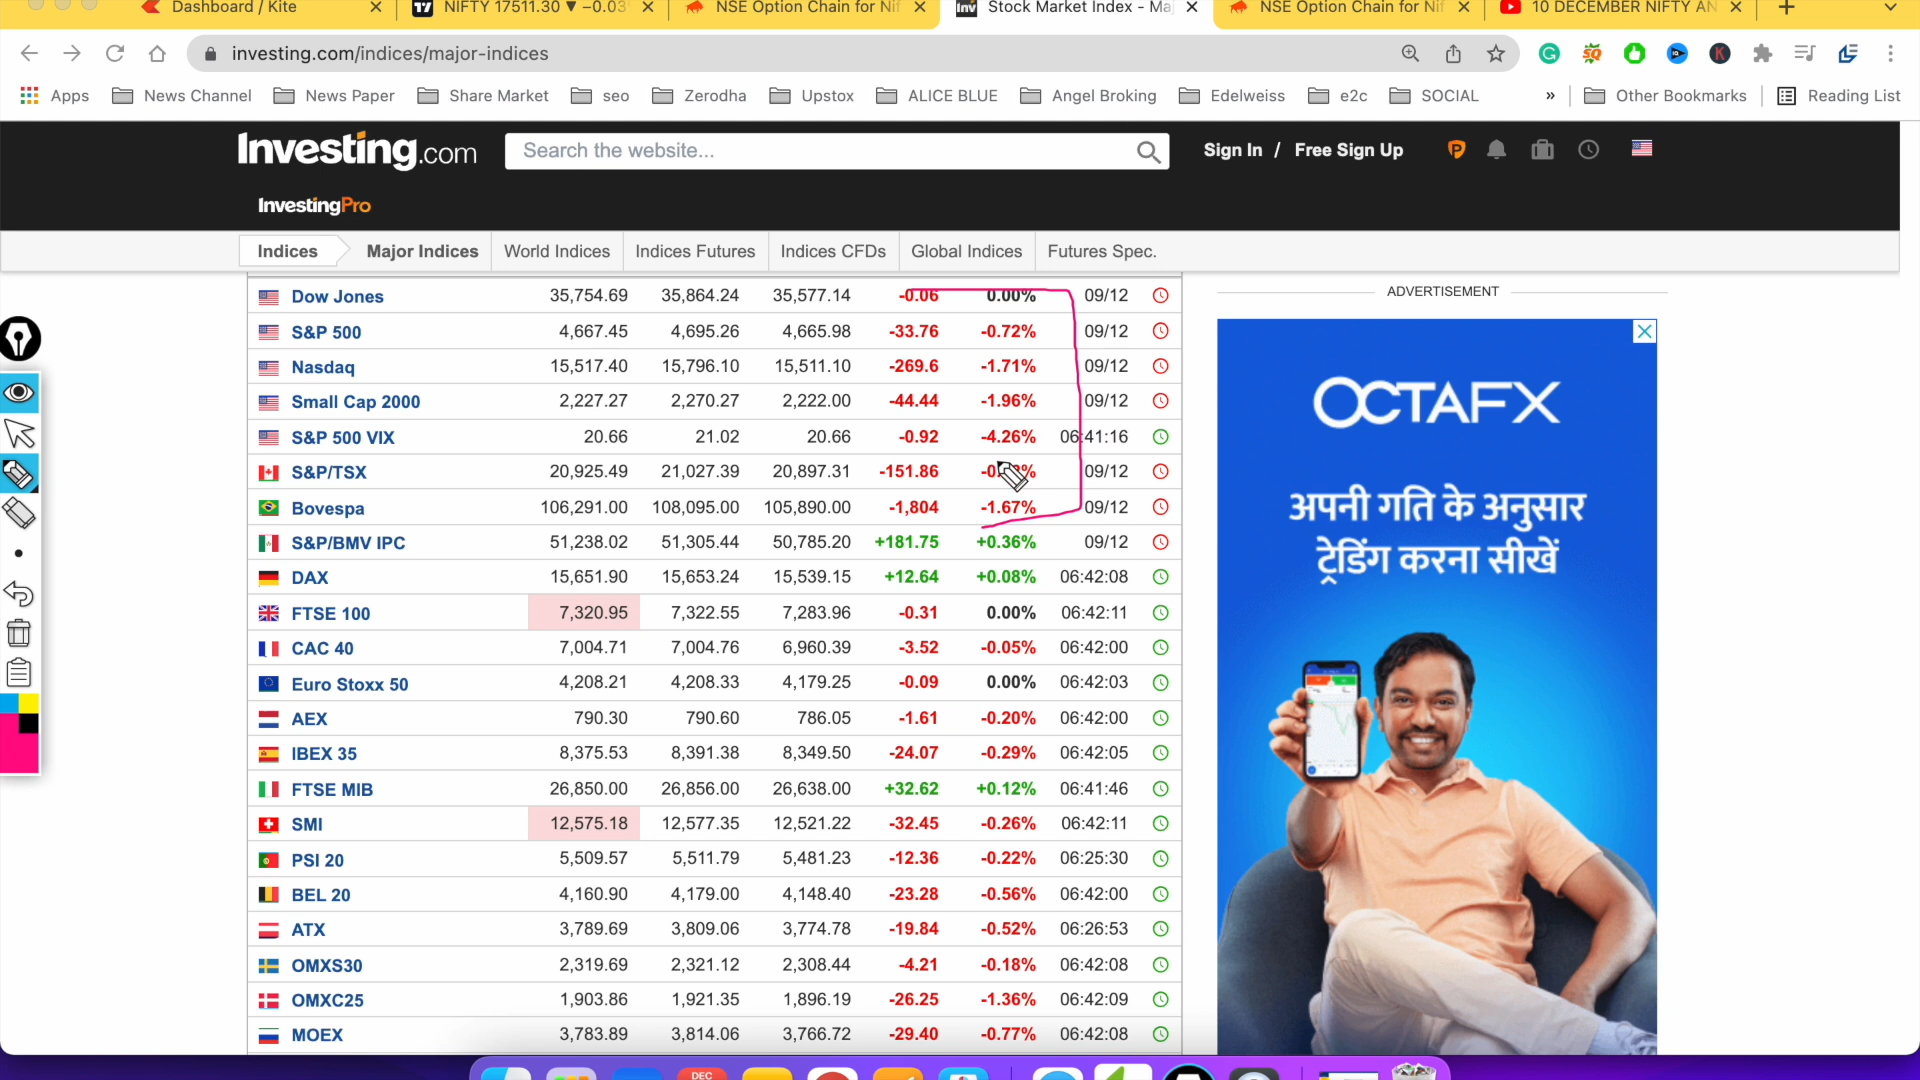 Dashboard / Kite
NIFTY 17511.30 ▼ −0.03
NSE Option Chain for Nif
Inv Stock Market Index - Maj
NSE Option Chain for Nif
10 DECEMBER NIFTY AN
investing.com/indices/major-indices
Apps News Channel News Paper Share Market seo Zerodha Upstox ALICE BLUE Angel Broking Edelweiss e2c SOCIAL » Other Bookmarks Reading List
Investing.com
Search the website...
Sign In / Free Sign Up
InvestingPro
Indices Major Indices World Indices Indices Futures Indices CFDs Global Indices Futures Spec.
Dow Jones 35,754.69 35,864.24 35,577.14 -0.06 0.00% 09/12
S&P 500 4,667.45 4,695.26 4,665.98 -33.76 -0.72% 09/12
Nasdaq 15,517.40 15,796.10 15,511.10 -269.6 -1.71% 09/12
Small Cap 2000 2,227.27 2,270.27 2,222.00 -44.44 -1.96% 09/12
S&P 500 VIX 20.66 21.02 20.66 -0.92 -4.26% 06:41:16
S&P/TSX 20,925.49 21,027.39 20,897.31 -151.86 09/12
Bovespa 106,291.00 108,095.00 105,890.00 -1,804 -1.67% 09/12
S&P/BMV IPC 51,238.02 51,305.44 50,785.20 +181.75 +0.36% 09/12
DAX 15,651.90 15,653.24 15,539.15 +12.64 +0.08% 06:42:08
FTSE 100 7,320.95 7,322.55 7,283.96 -0.31 0.00% 06:42:11
CAC 40 7,004.71 7,004.76 6,960.39 -3.52 -0.05% 06:42:00
Euro Stoxx 50 4,208.21 4,208.33 4,179.25 -0.09 0.00% 06:42:03
AEX 790.30 790.60 786.05 -1.61 -0.20% 06:42:00
IBEX 35 8,375.53 8,391.38 8,349.50 -24.07 -0.29% 06:42:05
FTSE MIB 26,850.00 26,856.00 26,638.00 +32.62 +0.12% 06:41:46
SMI 12,575.18 12,577.35 12,521.22 -32.45 -0.26% 06:42:11
PSI 20 5,509.57 5,511.79 5,481.23 -12.36 -0.22% 06:25:30
BEL 20 4,160.90 4,179.00 4,148.40 -23.28 -0.56% 06:42:00
ATX 3,789.69 3,809.06 3,774.78 -19.84 -0.52% 06:26:53
OMXS30 2,319.69 2,321.12 2,308.44 -4.21 -0.18% 06:42:08
OMXC25 1,903.86 1,921.35 1,896.19 -26.25 -1.36% 06:42:09
MOEX 3,783.89 3,814.06 3,766.72 -29.40 -0.77% 06:42:08
ADVERTISEMENT
OCTAFX
अपनी गति के अनुसार
ट्रेडिंग करना सीखें
DEC